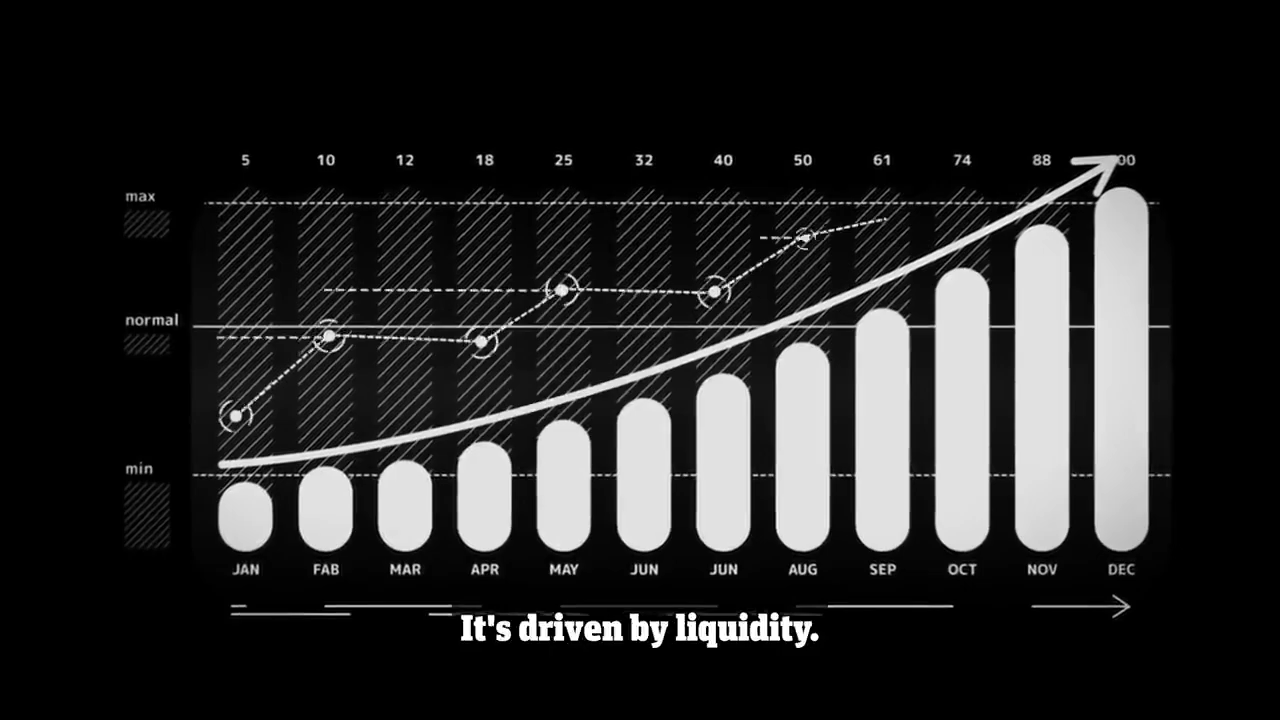 5 10 12 18 25 32 40 50 61 74 88 00
max
normal
min
JAN FAB MAR APR MAY JUN JUN AUG SEP OCT NOV DEC
It's driven by liquidity.